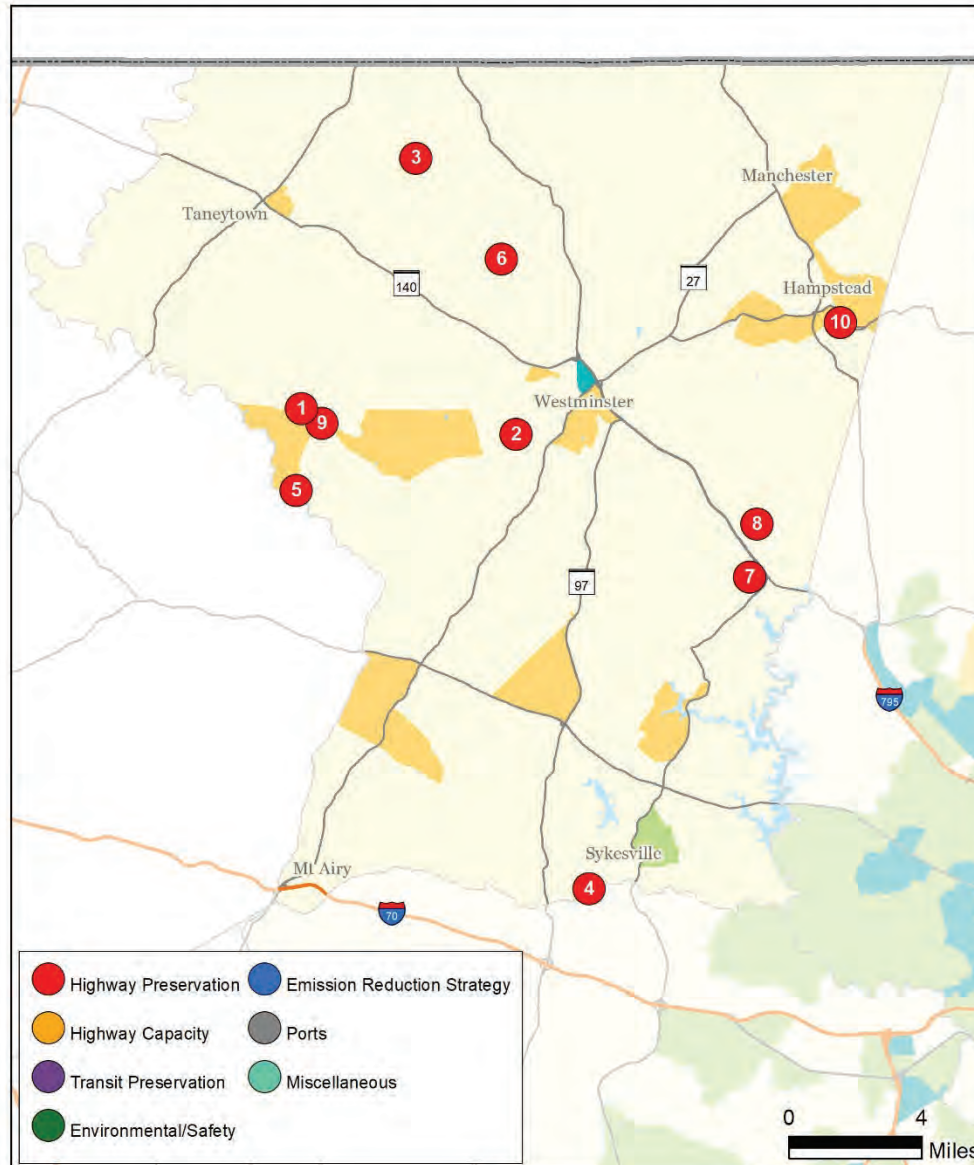 3
Manchester
Taneytown
6
27
140
Hampstead
10
1
Westminster
9
2
5
8
7
97
795
Sykesville
Mt Airy
4
70
Highway Preservation
Emission Reduction Strategy
Highway Capacity
Ports
Transit Preservation
Miscellaneous
Environmental/Safety
0 4
Miles